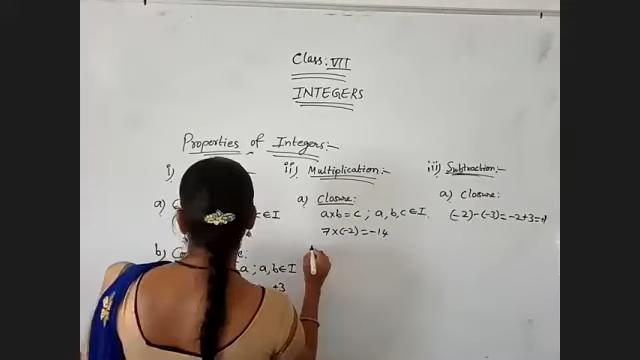 Class: VII
INTEGERS
Properties of Integers:-
i)
ii) Multiplication:-
iii) Subtraction:-
a)
c ∈ I
b)
a ; a, b ∈ I
+3
a) Closure:
a×b = c ; a, b, c ∈ I.
7×(-2) = -14
a) Closure:
(-2)-(-3) = -2+3 = +1